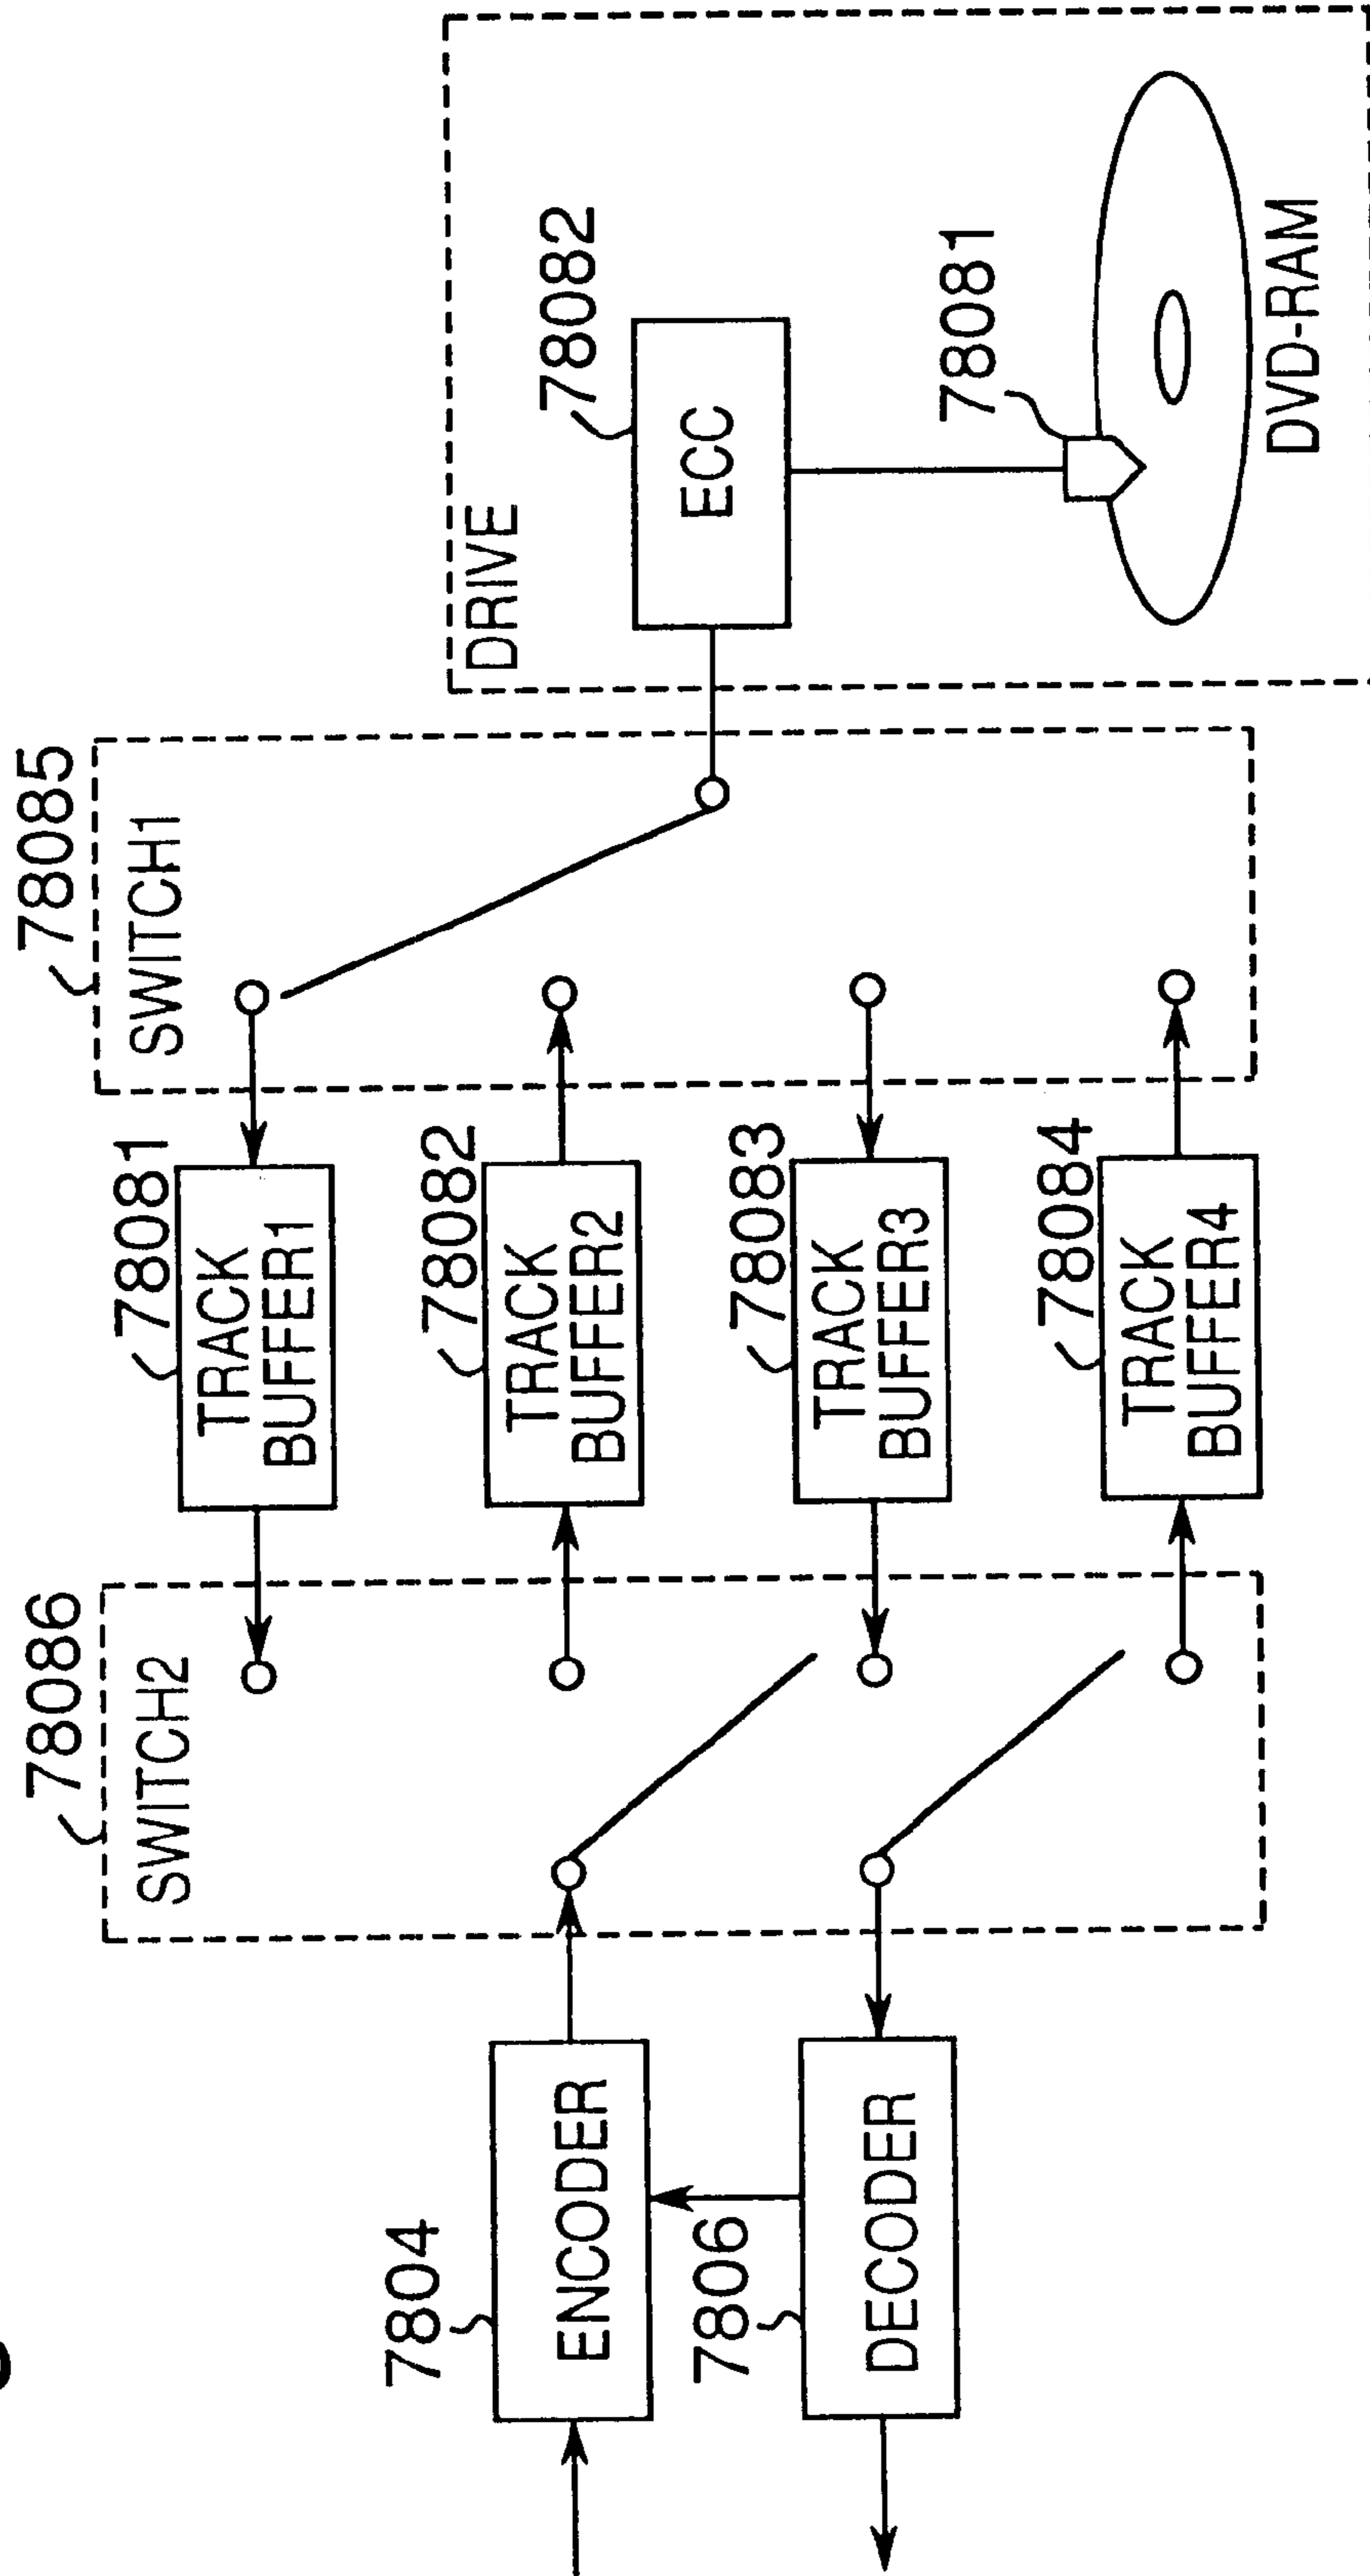 78086
SWITCH2
78085
SWITCH1
78081
TRACK
BUFFER1
78082
TRACK
BUFFER2
78083
TRACK
BUFFER3
78084
TRACK
BUFFER4
7804
ENCODER
7806
DECODER
DRIVE
78082
ECC
78081
DVD-RAM